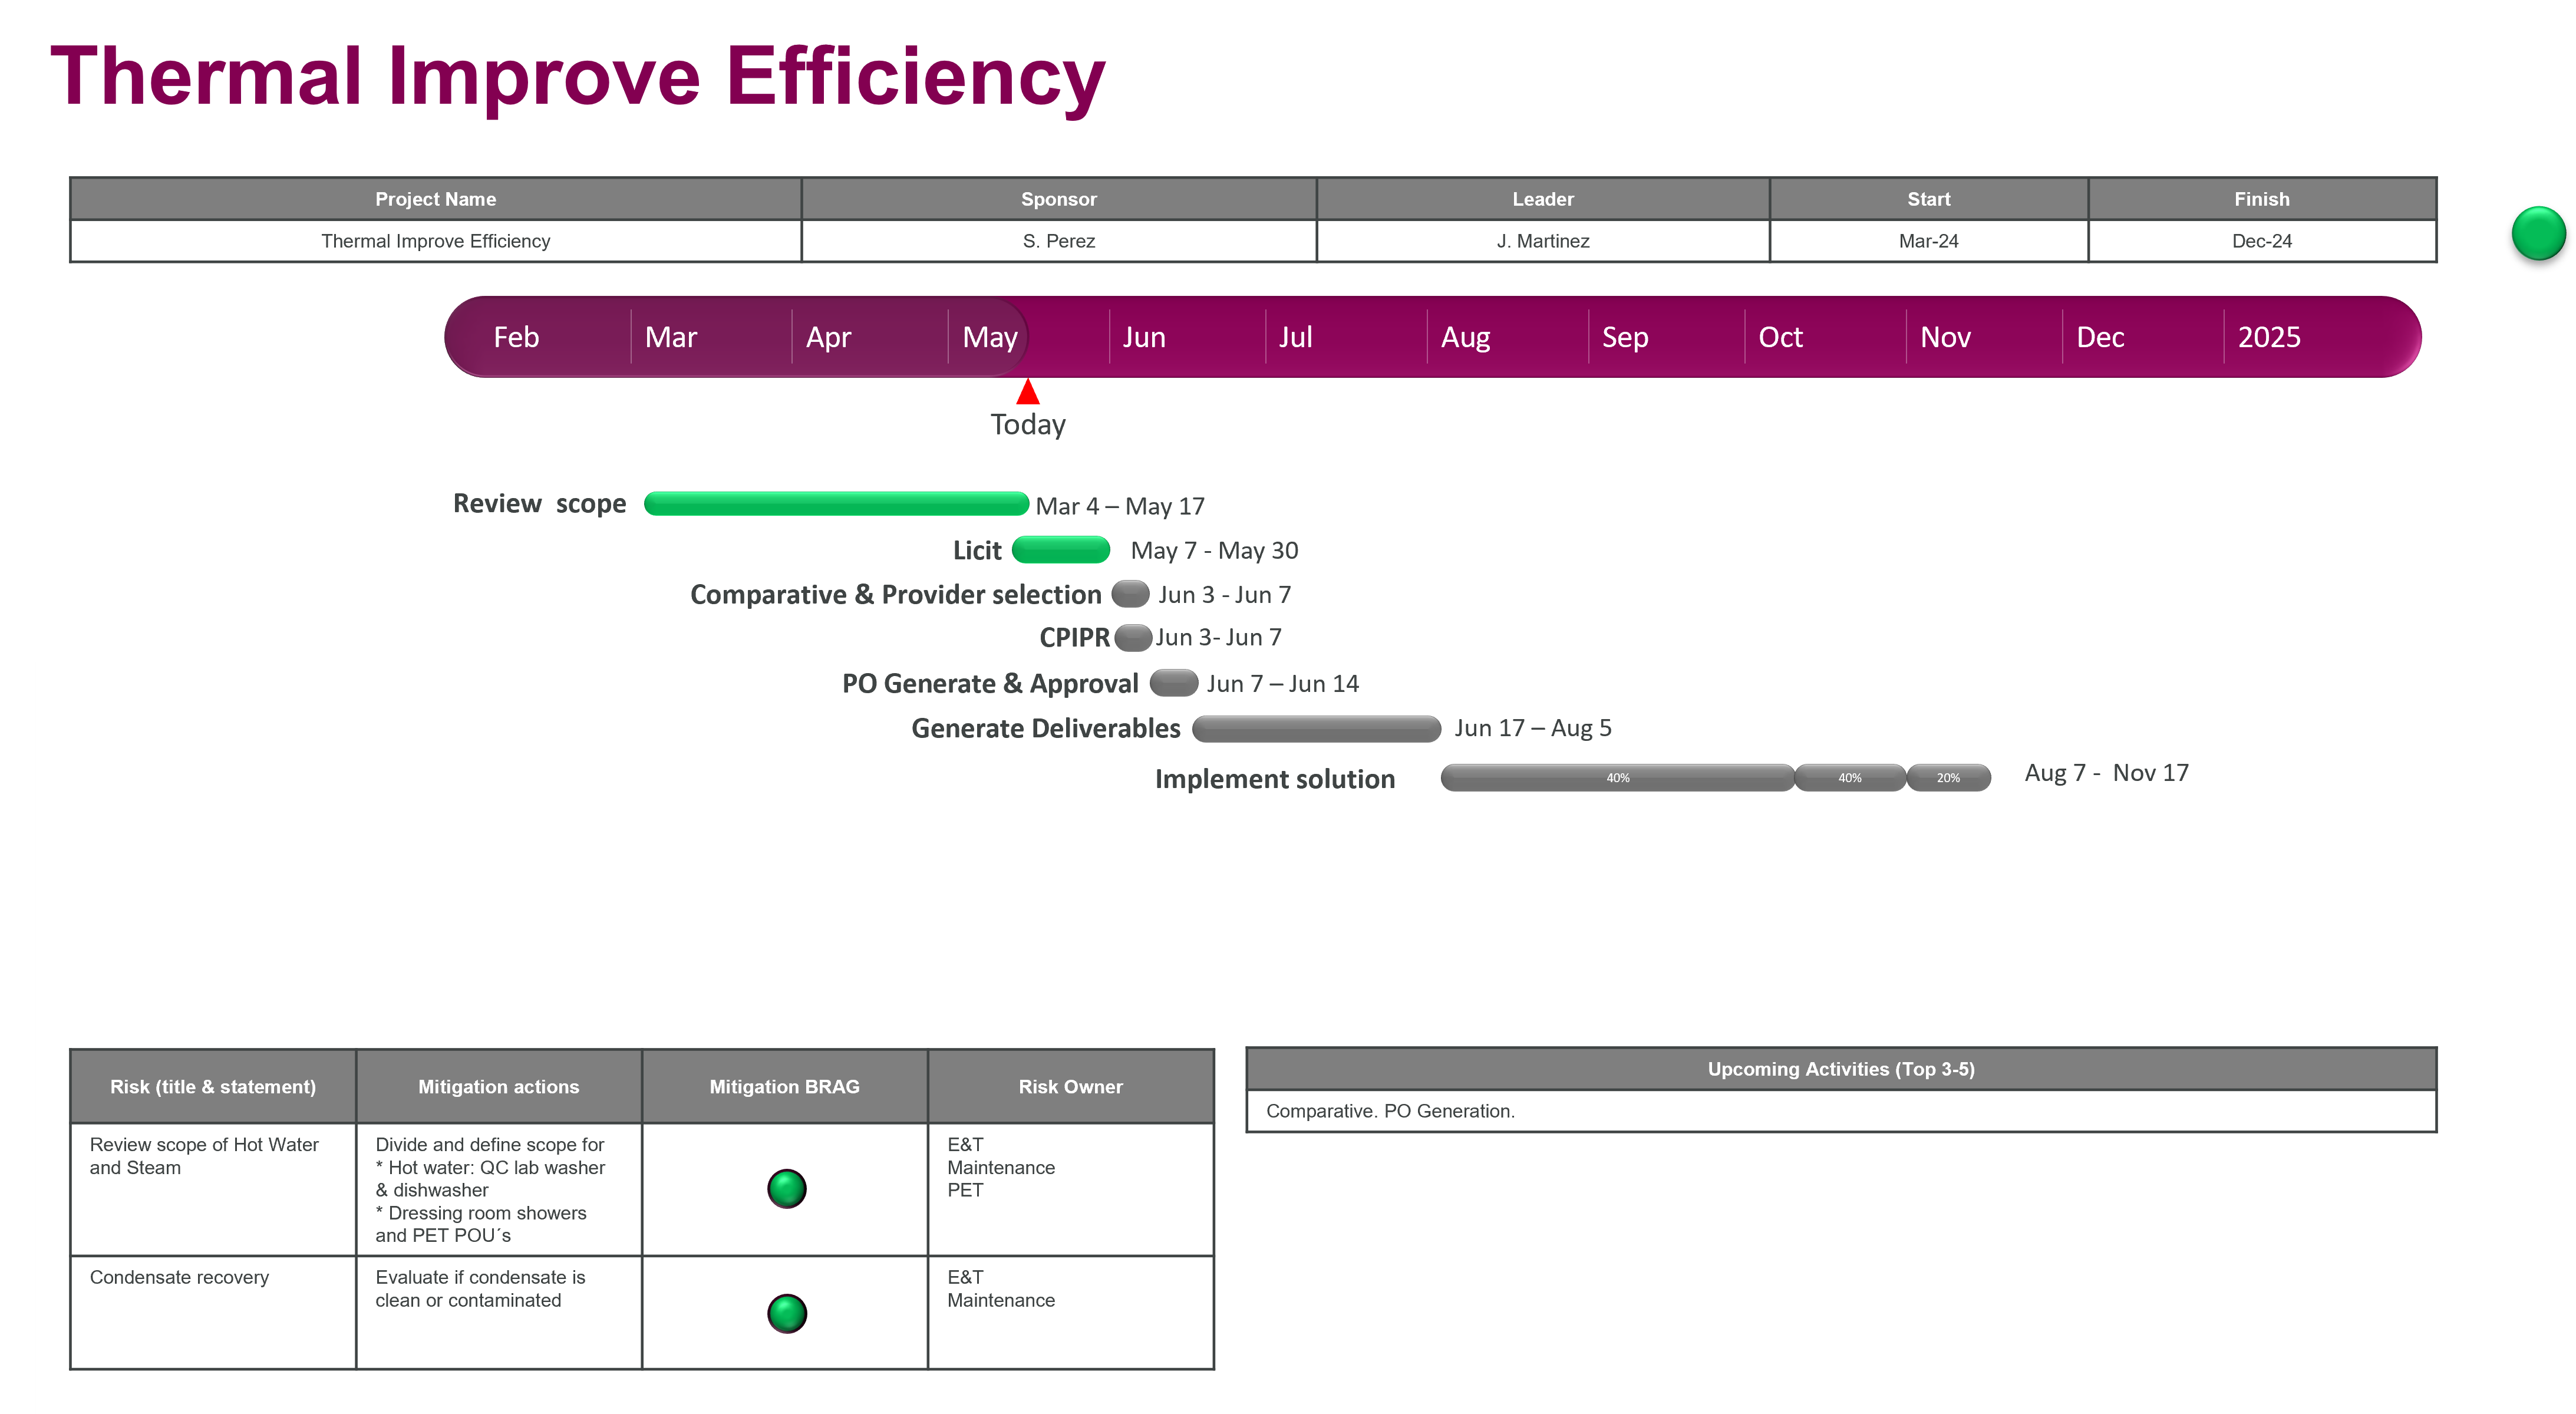 Thermal Improve Efficiency
Project Name Sponsor Leader Start Finish
Thermal Improve Efficiency S. Perez J. Martinez Mar-24 Dec-24
Feb Mar Apr May Jun Jul Aug Sep Oct Nov Dec 2025
Today
Review scope Mar 4 – May 17
Licit May 7 - May 30
Comparative & Provider selection Jun 3 - Jun 7
CPIPR Jun 3- Jun 7
PO Generate & Approval Jun 7 – Jun 14
Generate Deliverables Jun 17 – Aug 5
Implement solution 40% 40% 20% Aug 7 - Nov 17
Risk (title & statement) Mitigation actions Mitigation BRAG Risk Owner
Review scope of Hot Water
and Steam
Divide and define scope for
* Hot water: QC lab washer
& dishwasher
* Dressing room showers
and PET POU´s
E&T
Maintenance
PET
Condensate recovery
Evaluate if condensate is
clean or contaminated
E&T
Maintenance
Upcoming Activities (Top 3-5)
Comparative. PO Generation.